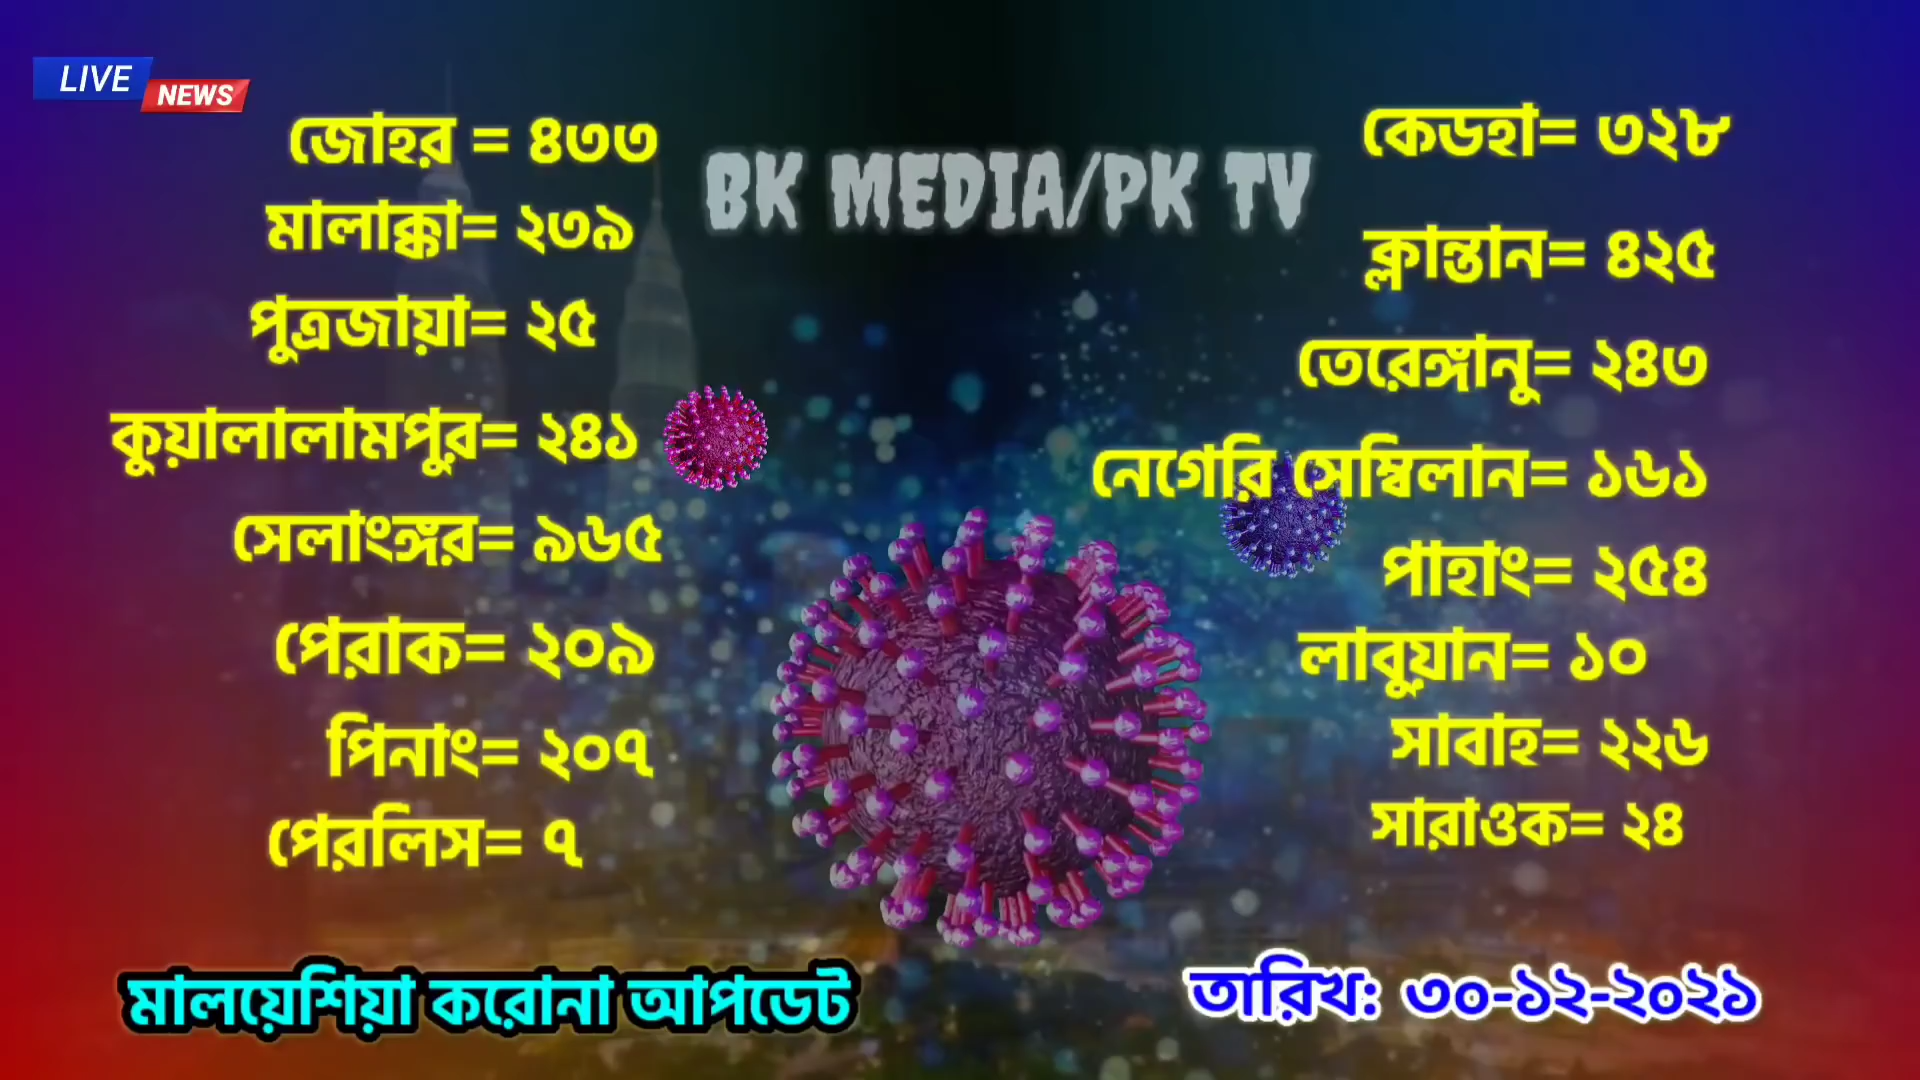 LIVE
NEWS
BK MEDIA/PK TV
জোহর = ৪৩৩
মালাক্কা= ২৩৯
পুত্রজায়া= ২৫
কুয়ালালামপুর= ২৪১
সেলাংঙ্গর= ৯৬৫
পেরাক= ২০৯
পিনাং= ২০৭
পেরলিস= ৭
কেডহা= ৩২৮
ক্লান্তান= ৪২৫
তেরেঙ্গানু= ২৪৩
নেগেরি সেম্বিলান= ১৬১
পাহাং= ২৫৪
লাবুয়ান= ১০
সাবাহ= ২২৬
সারাওক= ২৪
মালয়েশিয়া করোনা আপডেট
তারিখ: ৩০-১২-২০২১